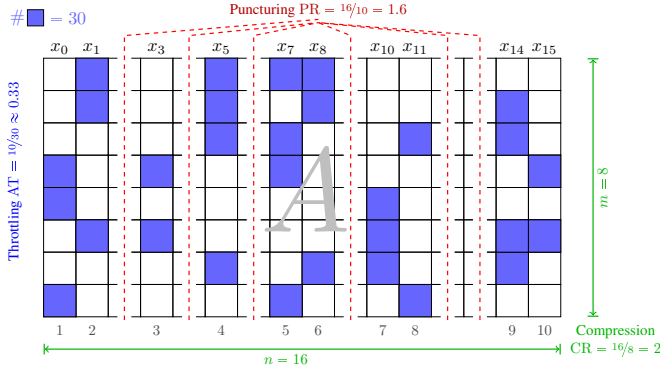 Puncturing PR = 16/10 = 1.6
# = 30
x0 x1 x3 x5 x7 x8 x10 x11 x14 x15
Throttling AT = 10/30 ≈ 0.33
A
m = 8
1 2 3 4 5 6 7 8 9 10
Compression
CR = 16/8 = 2
n = 16